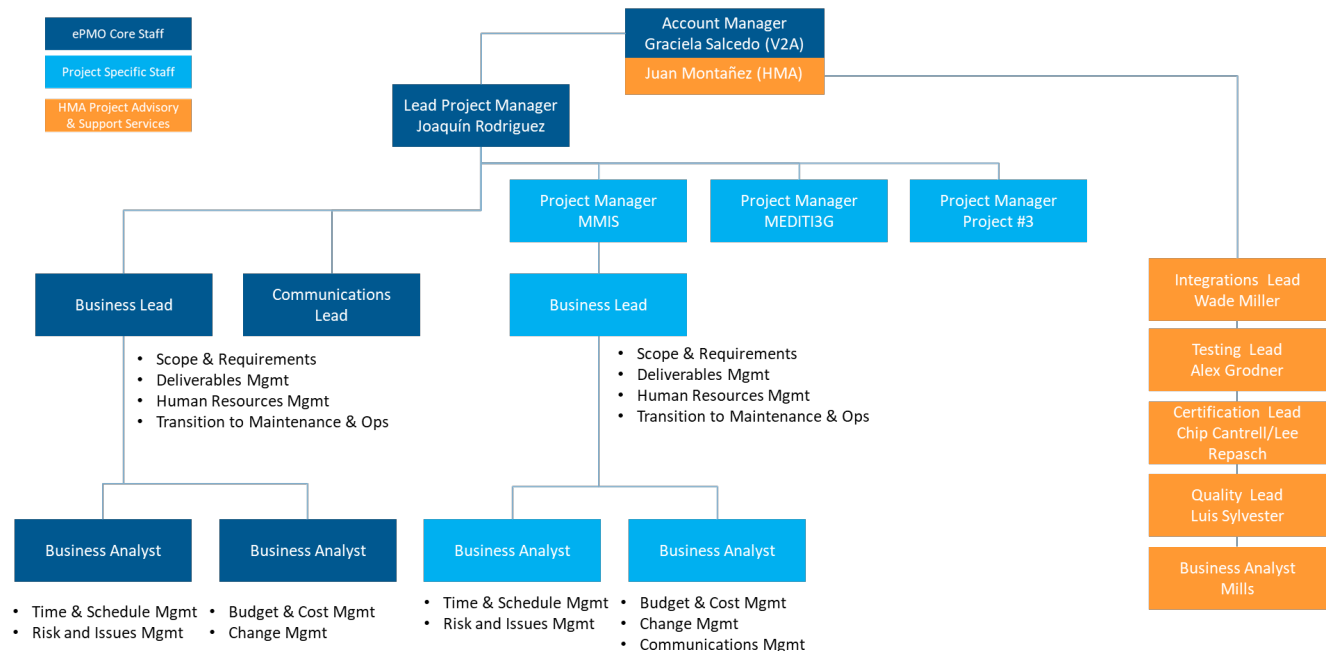 ePMO Core Staff
Project Specific Staff
HMA Project Advisory
& Support Services
Account Manager
Graciela Salcedo (V2A)
Juan Montañez (HMA)
Lead Project Manager
Joaquín Rodriguez
Project Manager
MMIS
Project Manager
MEDITI3G
Project Manager
Project #3
Business Lead
• Scope & Requirements
• Deliverables Mgmt
• Human Resources Mgmt
• Transition to Maintenance & Ops
Communications
Lead
Business Lead
• Scope & Requirements
• Deliverables Mgmt
• Human Resources Mgmt
• Transition to Maintenance & Ops
Business Analyst
• Time & Schedule Mgmt
• Risk and Issues Mgmt
Business Analyst
• Budget & Cost Mgmt
• Change Mgmt
Business Analyst
• Time & Schedule Mgmt
• Risk and Issues Mgmt
Business Analyst
• Budget & Cost Mgmt
• Change Mgmt
• Communications Mgmt
Integrations Lead
Wade Miller
Testing Lead
Alex Grodner
Certification Lead
Chip Cantrell/Lee
Repasch
Quality Lead
Luis Sylvester
Business Analyst
Mills